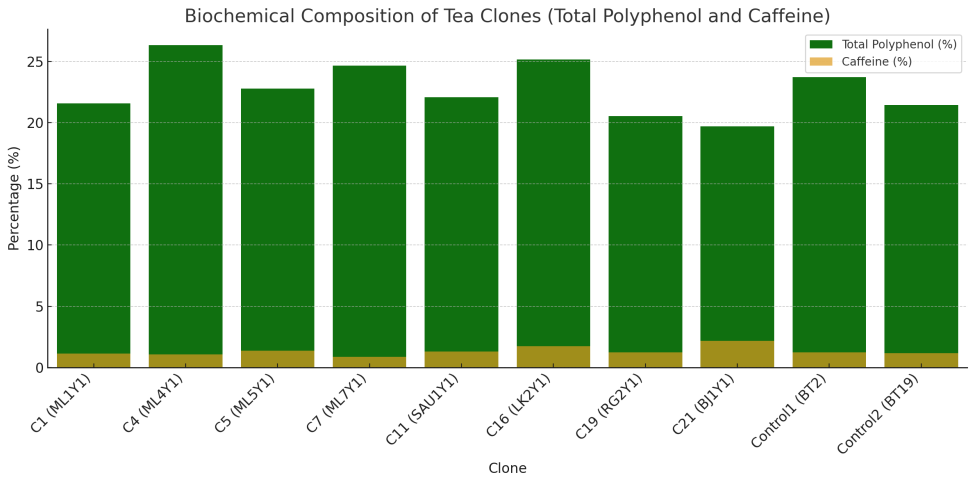 Biochemical Composition of Tea Clones (Total Polyphenol and Caffeine)
Total Polyphenol (%)
Caffeine (%)
Percentage (%)
25
20
15
10
5
0
C1 (ML1Y1)
C4 (ML4Y1)
C5 (ML5Y1)
C7 (ML7Y1)
C11 (SAU1Y1)
C16 (LK2Y1)
C19 (RG2Y1)
C21 (BJ1Y1)
Control1 (BT2)
Control2 (BT19)
Clone